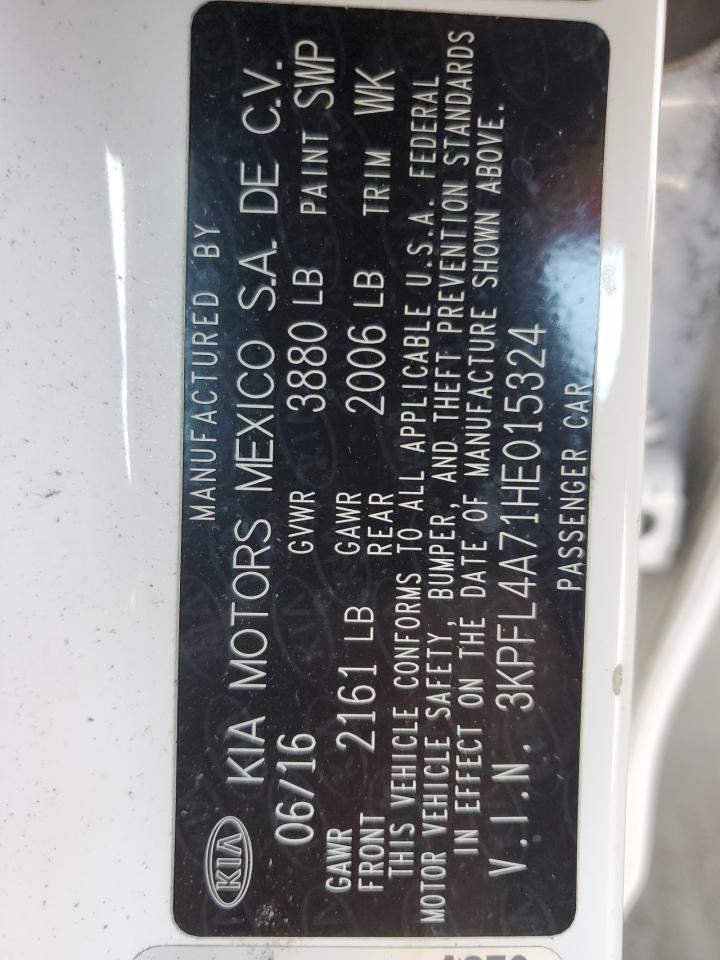 MANUFACTURED BY
KIA KIA MOTORS MEXICO S.A. DE C.V.
06/16 GVWR 3880 LB PAINT SWP
GAWR FRONT 2161 LB GAWR REAR 2006 LB TRIM WK
THIS VEHICLE CONFORMS TO ALL APPLICABLE U.S.A. FEDERAL
MOTOR VEHICLE SAFETY, BUMPER, AND THEFT PREVENTION STANDARDS
IN EFFECT ON THE DATE OF MANUFACTURE SHOWN ABOVE.
V.I.N. 3KPFL4A71HE015324
PASSENGER CAR